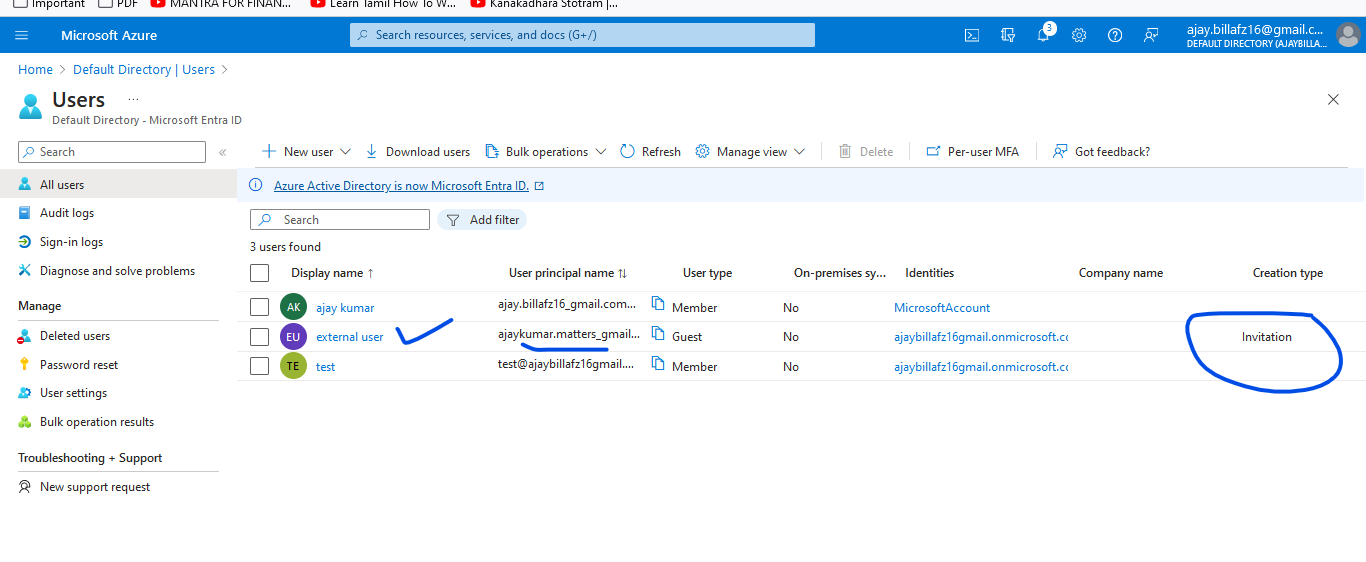 Important PDF MANTRA FOR FINAN... Learn Tamil How To W... Kanakadhara Stotram |...
Microsoft Azure Search resources, services, and docs (G+/) 3 ajay.billafz16@gmail.c...
DEFAULT DIRECTORY (AJAYBILLA...
Home > Default Directory | Users >
Users ...
Default Directory - Microsoft Entra ID
Search «
+ New user Download users Bulk operations Refresh Manage view Delete Per-user MFA Got feedback?
All users
Audit logs
Sign-in logs
Diagnose and solve problems
Manage
Deleted users
Password reset
User settings
Bulk operation results
Troubleshooting + Support
New support request
Azure Active Directory is now Microsoft Entra ID.
Search Add filter
3 users found
Display name ↑ User principal name ↑↓ User type On-premises sy... Identities Company name Creation type
AK ajay kumar ajay.billafz16_gmail.com... Member No MicrosoftAccount
EU external user ajaykumar.matters_gmail... Guest No ajaybillafz16gmail.onmicrosoft.cc Invitation
TE test test@ajaybillafz16gmail.... Member No ajaybillafz16gmail.onmicrosoft.cc